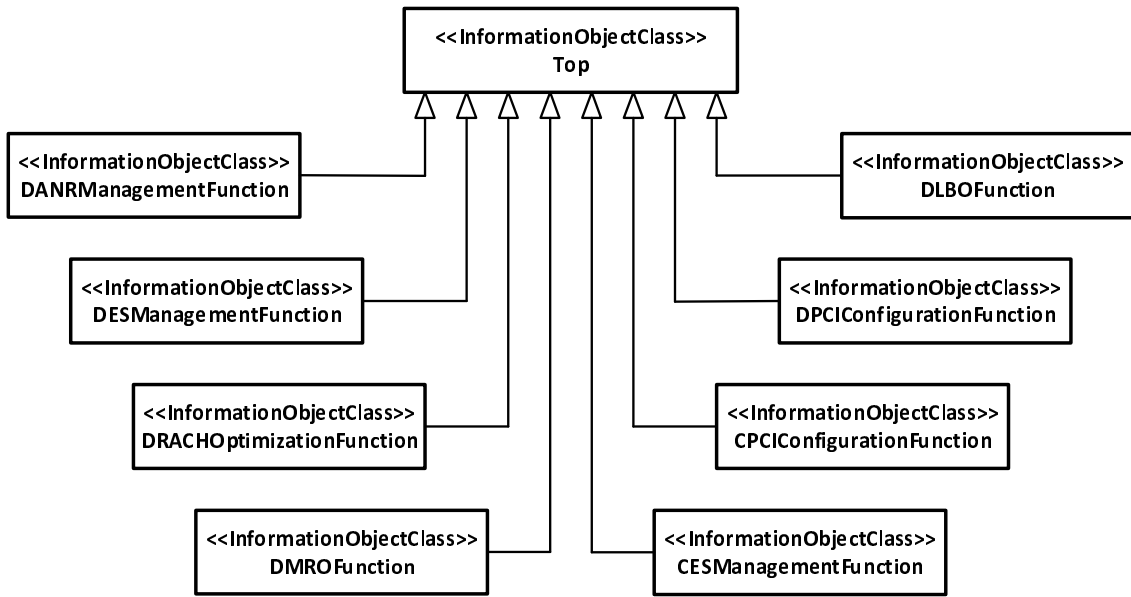 <<InformationObjectClass>>
Top
<<InformationObjectClass>>
DANRManagementFunction
<<InformationObjectClass>>
DLBOFunction
<<InformationObjectClass>>
DESManagementFunction
<<InformationObjectClass>>
DPCIConfigurationFunction
<<InformationObjectClass>>
DRACHOptimizationFunction
<<InformationObjectClass>>
CPCIConfigurationFunction
<<InformationObjectClass>>
DMROFunction
<<InformationObjectClass>>
CESManagementFunction